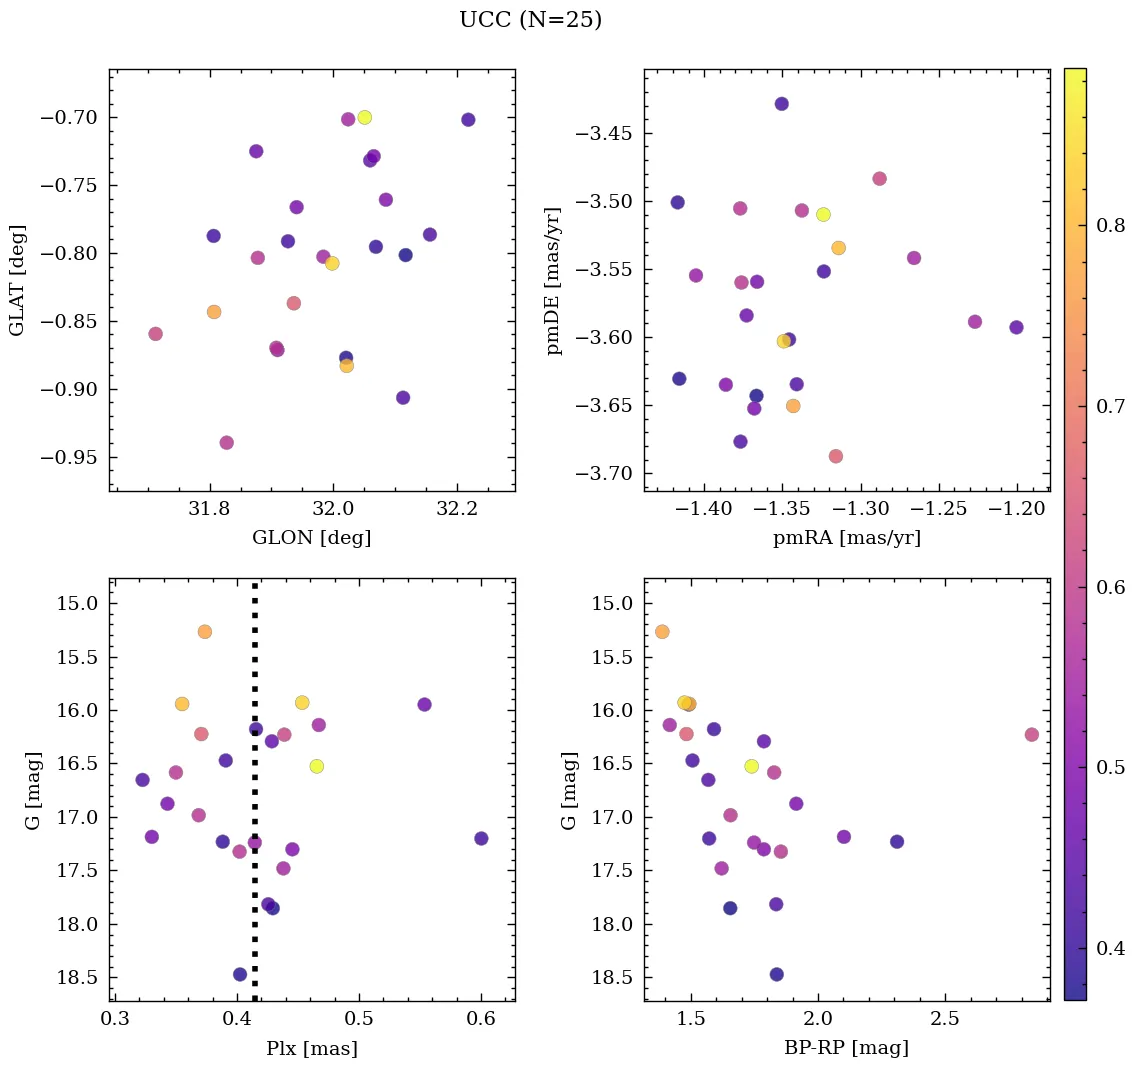 UCC (N=25)
−0.70
−0.75
−0.80
−0.85
−0.90
−0.95
GLAT [deg]
31.8 32.0 32.2
GLON [deg]
−3.45
−3.50
−3.55
−3.60
−3.65
−3.70
pmDE [mas/yr]
−1.40 −1.35 −1.30 −1.25 −1.20
pmRA [mas/yr]
15.0
15.5
16.0
16.5
17.0
17.5
18.0
18.5
G [mag]
0.3 0.4 0.5 0.6
Plx [mas]
15.0
15.5
16.0
16.5
17.0
17.5
18.0
18.5
G [mag]
1.5 2.0 2.5
BP-RP [mag]
0.8
0.7
0.6
0.5
0.4